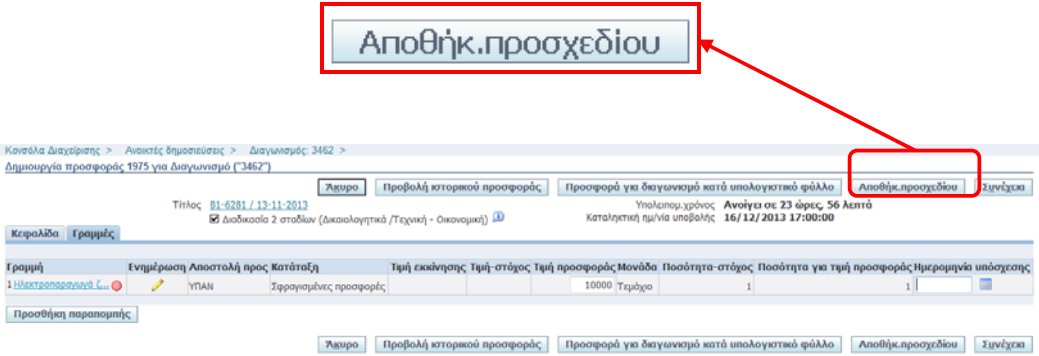 Αποθήκ.προσχεδίου
Κονσόλα Διαχείρισης > Ανοικτές δημοσιεύσεις > Διαγωνισμός: 3462 >
Δημιουργία προσφοράς 1975 για Διαγωνισμό ("3462")
Άκυρο Προβολή ιστορικού προσφοράς Προσφορά για διαγωνισμό κατά υπολογιστικό φύλλο Αποθήκ.προσχεδίου Συνέχεια
Τίτλος 81-6281 / 13-11-2013 Υπολειπομ.χρόνος Ανοίγει σε 23 ώρες, 56 λεπτά
Διαδικασία 2 σταδίων (Δικαιολογητικά /Τεχνική - Οικονομική) Καταληκτική ημ/νία υποβολής 16/12/2013 17:00:00
Κεφαλίδα Γραμμές
Γραμμή Ενημέρωση Αποστολή προς Κατάταξη Τιμή εκκίνησης Τιμή-στόχος Τιμή προσφοράς Μονάδα Ποσότητα-στόχος Ποσότητα για τιμή προσφοράς Ημερομηνία υπόσχεσης
1 Ηλεκτροπαραγωγά ζ... ΥΠΑΝ Σφραγισμένες προσφορές 10000 Τεμάχιο 1 1
Προσθήκη παραπομπής
Άκυρο Προβολή ιστορικού προσφοράς Προσφορά για διαγωνισμό κατά υπολογιστικό φύλλο Αποθήκ.προσχεδίου Συνέχεια